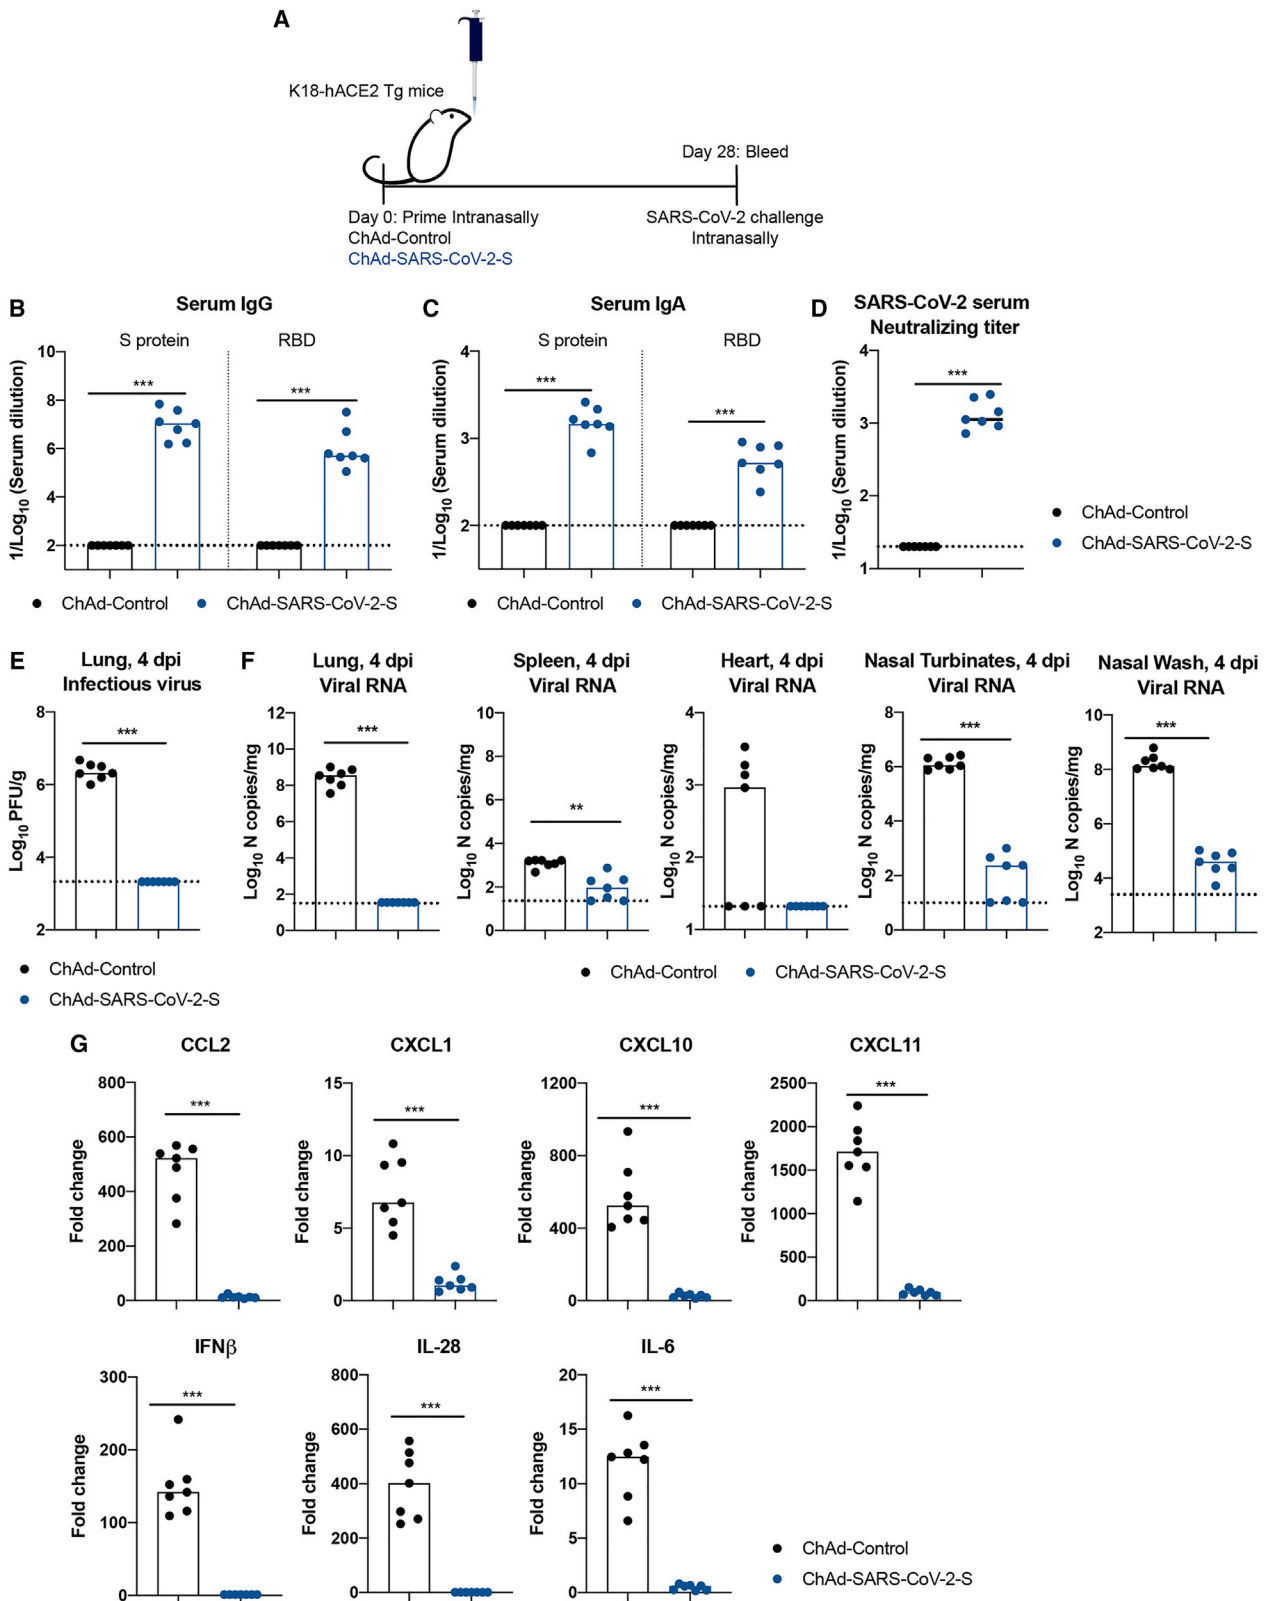 A
K18-hACE2 Tg mice
Day 28: Bleed
Day 0: Prime Intranasally
ChAd-Control
ChAd-SARS-CoV-2-S
SARS-CoV-2 challenge
Intranasally
B
Serum IgG
S protein
RBD
1/Log10 (Serum dilution)
10
8
6
4
2
***
***
ChAd-Control
ChAd-SARS-CoV-2-S
C
Serum IgA
S protein
RBD
1/Log10 (Serum dilution)
4
3
2
***
***
ChAd-Control
ChAd-SARS-CoV-2-S
D
SARS-CoV-2 serum
Neutralizing titer
1/Log10 (Serum dilution)
4
3
2
1
***
ChAd-Control
ChAd-SARS-CoV-2-S
E
Lung, 4 dpi
Infectious virus
Log10 PFU/g
8
6
4
2
***
ChAd-Control
ChAd-SARS-CoV-2-S
F
Lung, 4 dpi
Viral RNA
Log10 N copies/mg
12
10
8
6
4
2
0
***
Spleen, 4 dpi
Viral RNA
Log10 N copies/mg
10
8
6
4
2
0
**
Heart, 4 dpi
Viral RNA
Log10 N copies/mg
4
3
2
1
Nasal Turbinates, 4 dpi
Viral RNA
Log10 N copies/mg
8
6
4
2
0
***
Nasal Wash, 4 dpi
Viral RNA
Log10 N copies/mg
10
8
6
4
2
***
ChAd-Control
ChAd-SARS-CoV-2-S
G
CCL2
Fold change
800
600
400
200
0
***
CXCL1
Fold change
15
10
5
0
***
CXCL10
Fold change
1200
800
400
0
***
CXCL11
Fold change
2500
2000
1500
1000
500
0
***
IFNβ
Fold change
300
200
100
0
***
IL-28
Fold change
800
600
400
200
0
***
IL-6
Fold change
20
15
10
5
0
***
ChAd-Control
ChAd-SARS-CoV-2-S